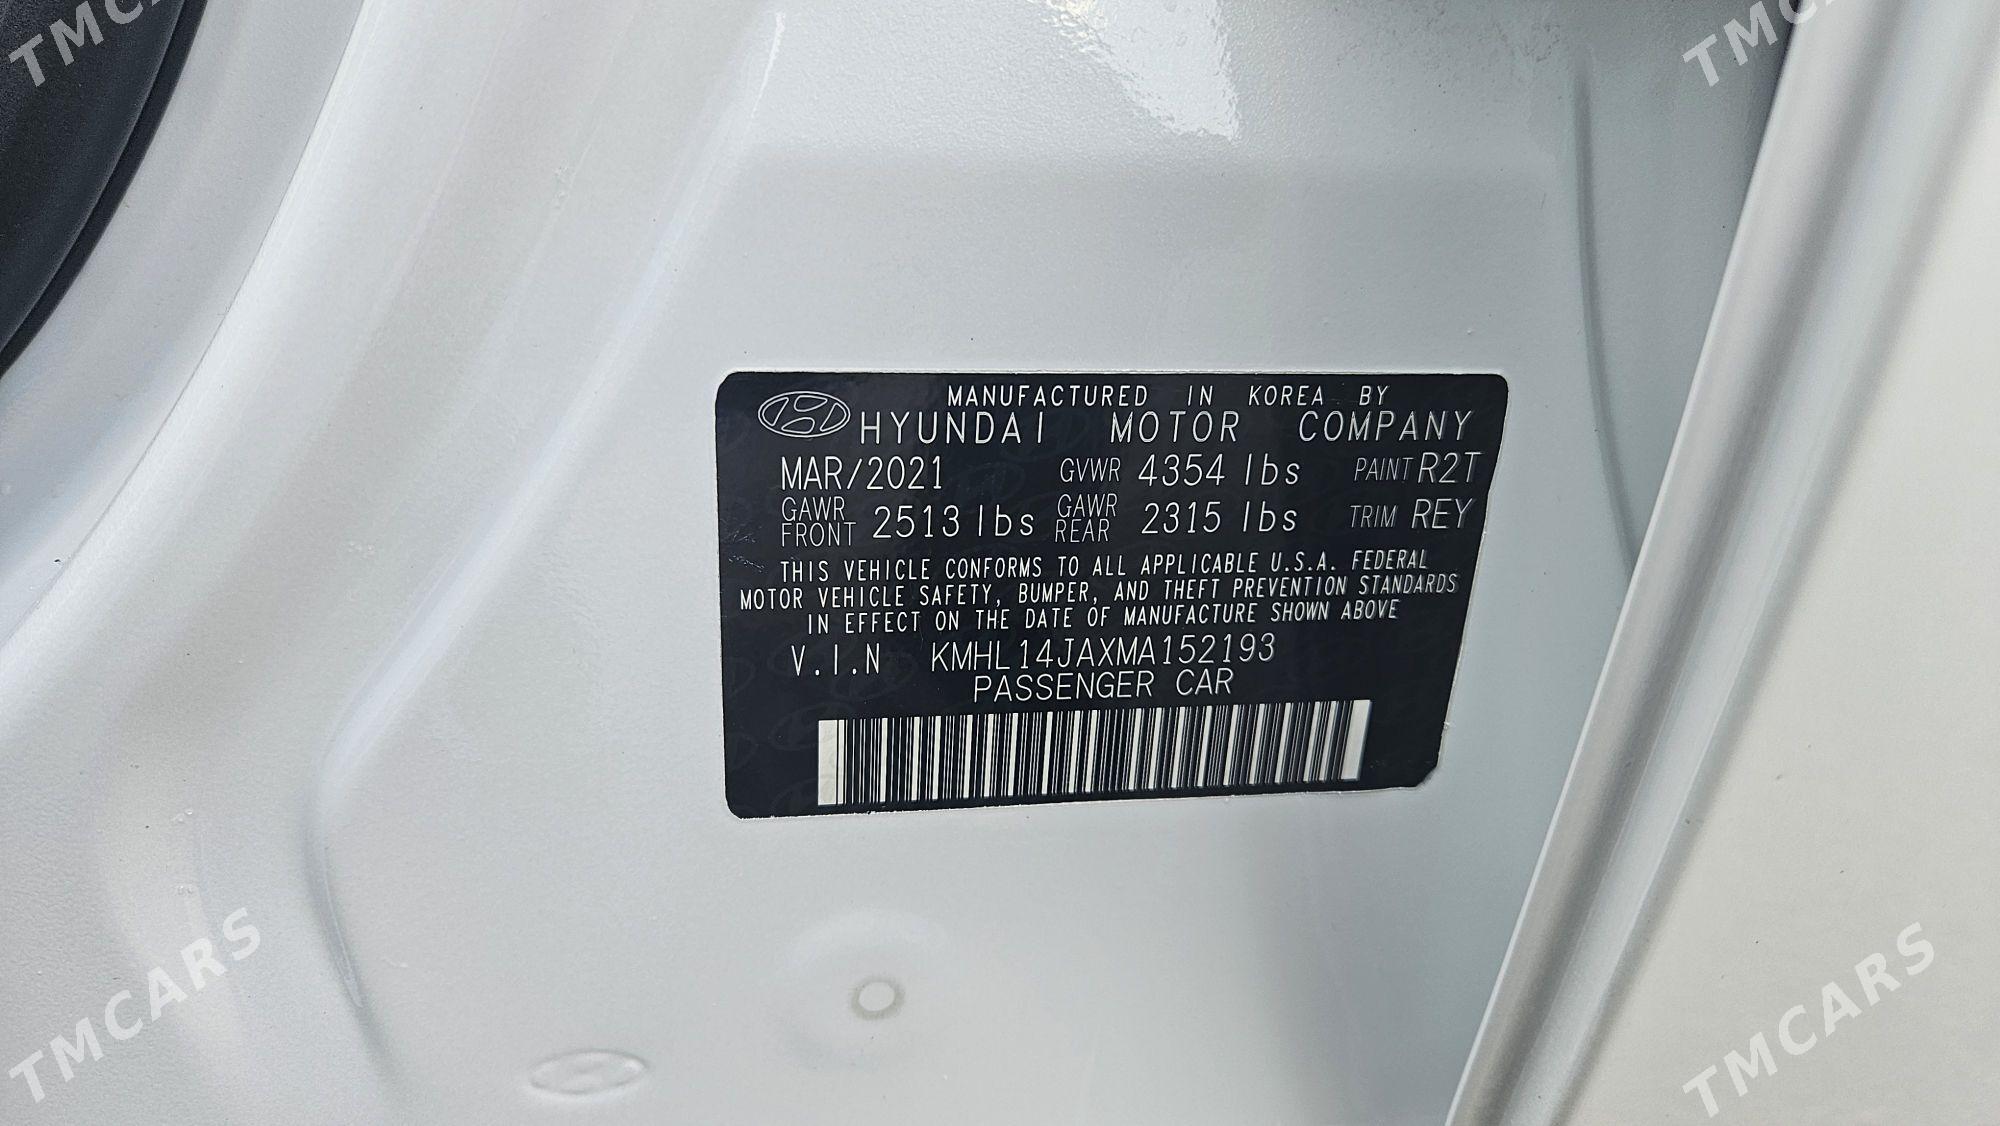 TMCARS
TMCARS
MANUFACTURED IN KOREA BY
HYUNDAI MOTOR COMPANY
MAR/2021 GVWR 4354 lbs PAINT R2T
GAWR FRONT 2513 lbs GAWR REAR 2315 lbs TRIM REY
THIS VEHICLE CONFORMS TO ALL APPLICABLE U.S.A. FEDERAL
MOTOR VEHICLE SAFETY, BUMPER, AND THEFT PREVENTION STANDARDS
IN EFFECT ON THE DATE OF MANUFACTURE SHOWN ABOVE
V.I.N KMHL14JAXMA152193
PASSENGER CAR
TMCARS
TMCARS